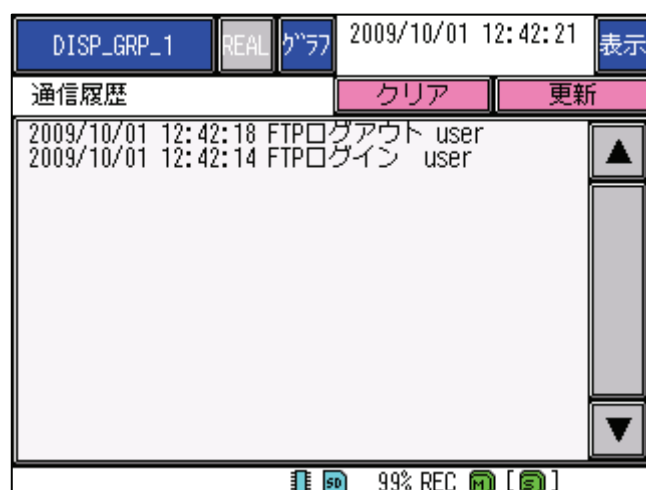 DISP_GRP_1 REAL グラフ 2009/10/01 12:42:21 表示
通信履歴 クリア 更新
2009/10/01 12:42:18 FTPログアウト user
2009/10/01 12:42:14 FTPログイン user
SD 99% REC M [S]